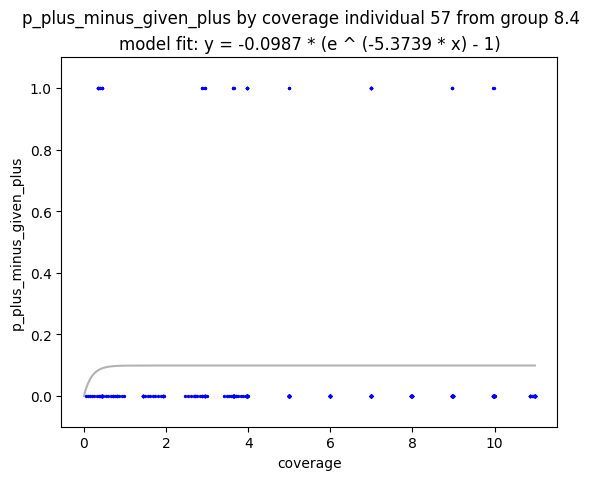 p_plus_minus_given_plus by coverage individual 57 from group 8.4
model fit: y = -0.0987 * (e ^ (-5.3739 * x) - 1)
1.0
0.8
0.6
0.4
0.2
0.0
p_plus_minus_given_plus
0 2 4 6 8 10
coverage